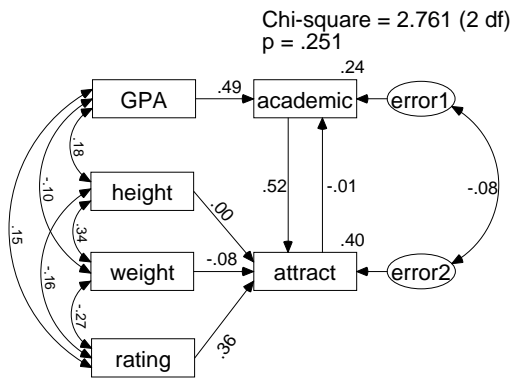 Chi-square = 2.761 (2 df)
p = .251
.24
GPA
.49
academic
error1
.18
-.10
.15
height
.00
.52
-.01
-.08
.34
.40
weight
-.08
attract
error2
-.16
-.27
rating
.36